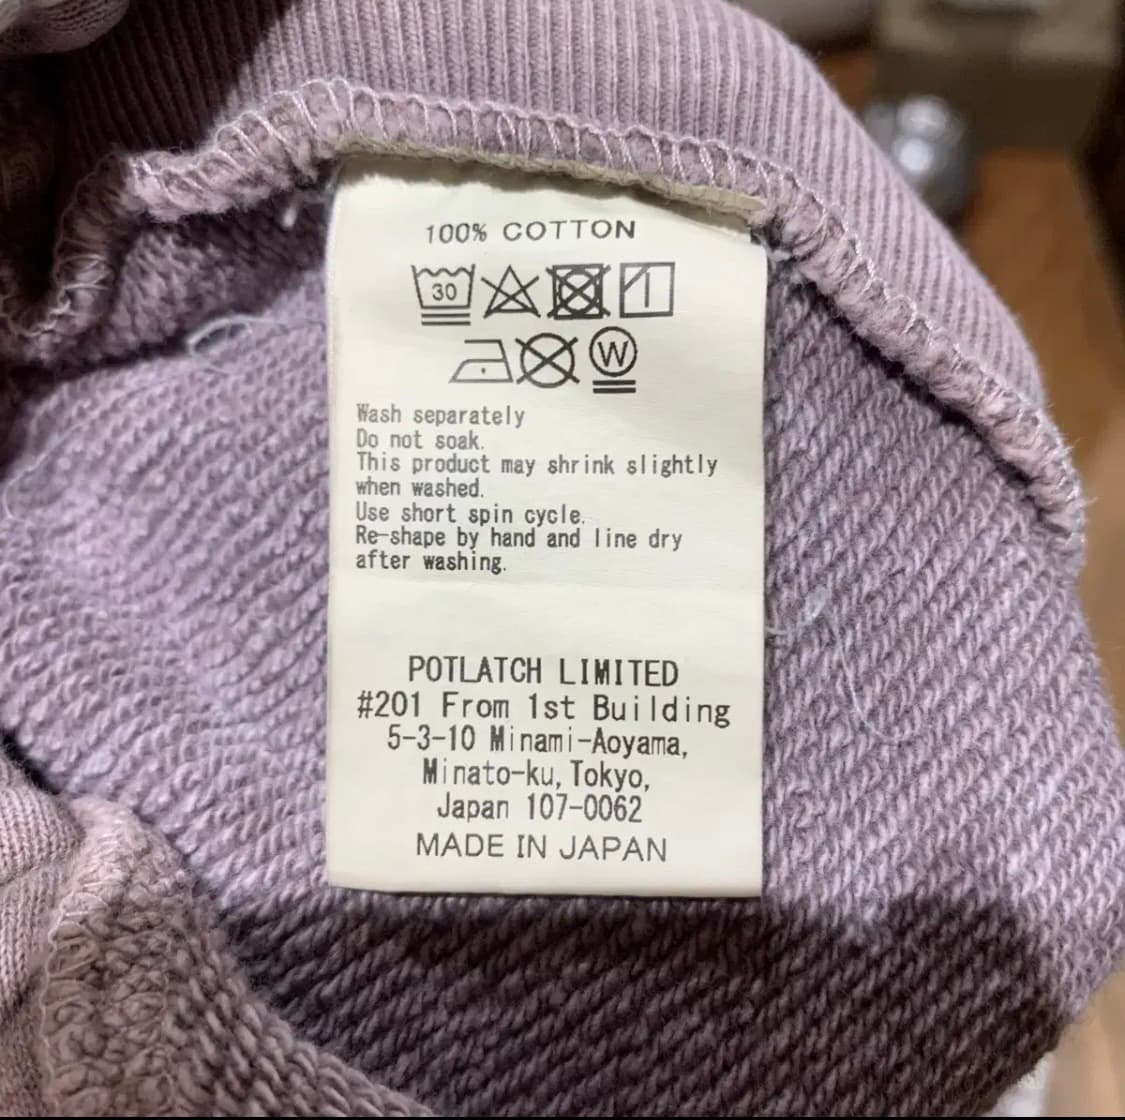 100% COTTON
30
W
Wash separately
Do not soak.
This product may shrink slightly
when washed.
Use short spin cycle.
Re-shape by hand and line dry
after washing.
POTLATCH LIMITED
#201 From 1st Building
5-3-10 Minami-Aoyama,
Minato-ku, Tokyo,
Japan 107-0062
MADE IN JAPAN